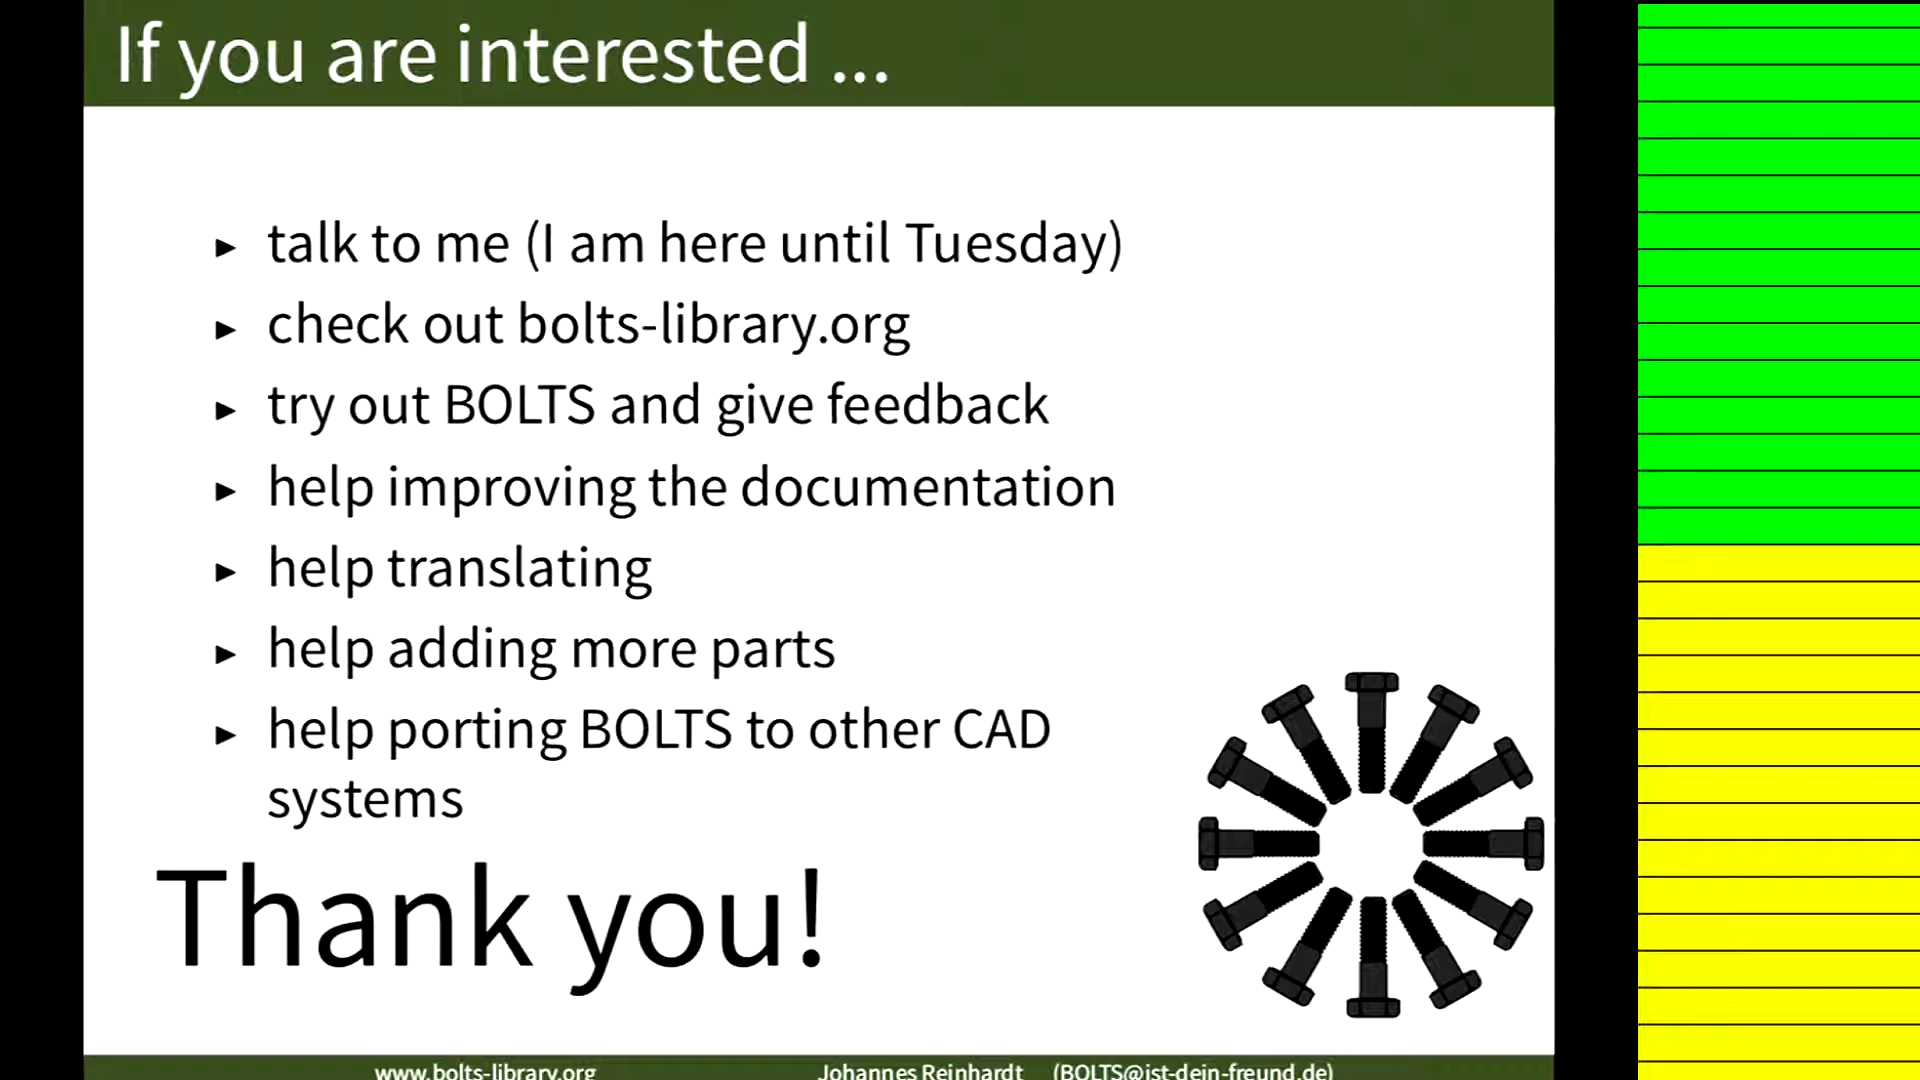 If you are interested ...
talk to me (I am here until Tuesday)
check out bolts-library.org
try out BOLTS and give feedback
help improving the documentation
help translating
help adding more parts
help porting BOLTS to other CAD
systems
Thank you!
www.bolts-library.org Johannes Reinhardt (BOLTS@ist-dein-freund.de)